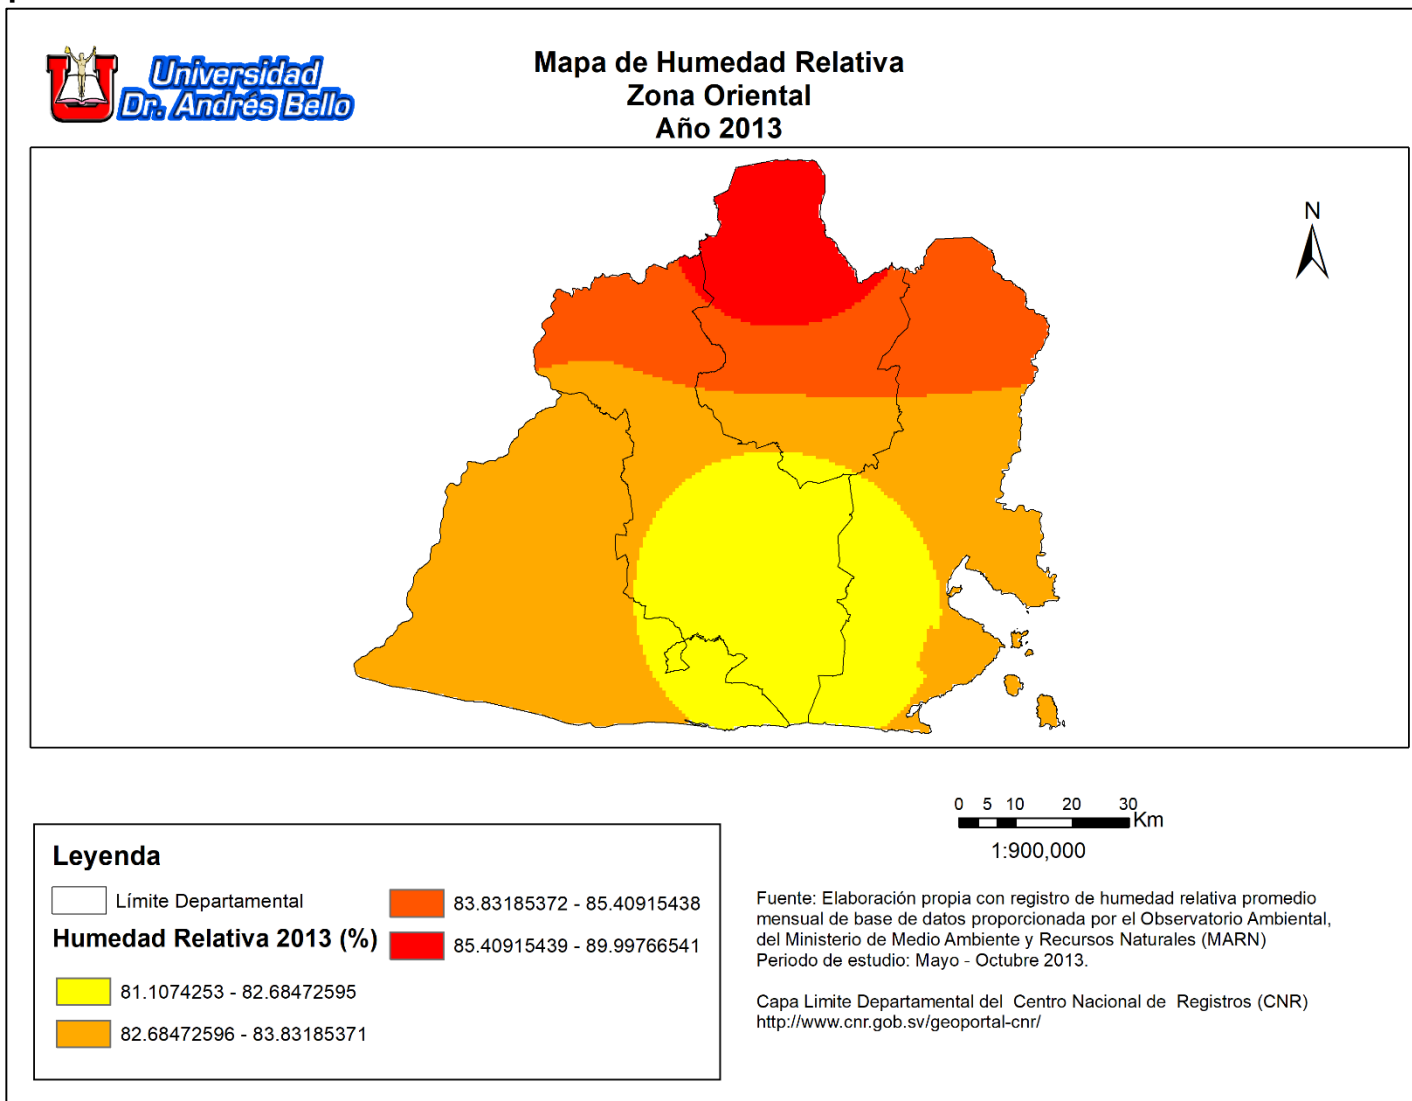 Universidad
Dr. Andrés Bello
Mapa de Humedad Relativa
Zona Oriental
Año 2013
N
0 5 10 20 30
Km
1:900,000
Leyenda
Límite Departamental
Humedad Relativa 2013 (%)
81.1074253 - 82.68472595
82.68472596 - 83.83185371
83.83185372 - 85.40915438
85.40915439 - 89.99766541
Fuente: Elaboración propia con registro de humedad relativa promedio
mensual de base de datos proporcionada por el Observatorio Ambiental,
del Ministerio de Medio Ambiente y Recursos Naturales (MARN)
Periodo de estudio: Mayo - Octubre 2013.
Capa Limite Departamental del Centro Nacional de Registros (CNR)
http://www.cnr.gob.sv/geoportal-cnr/